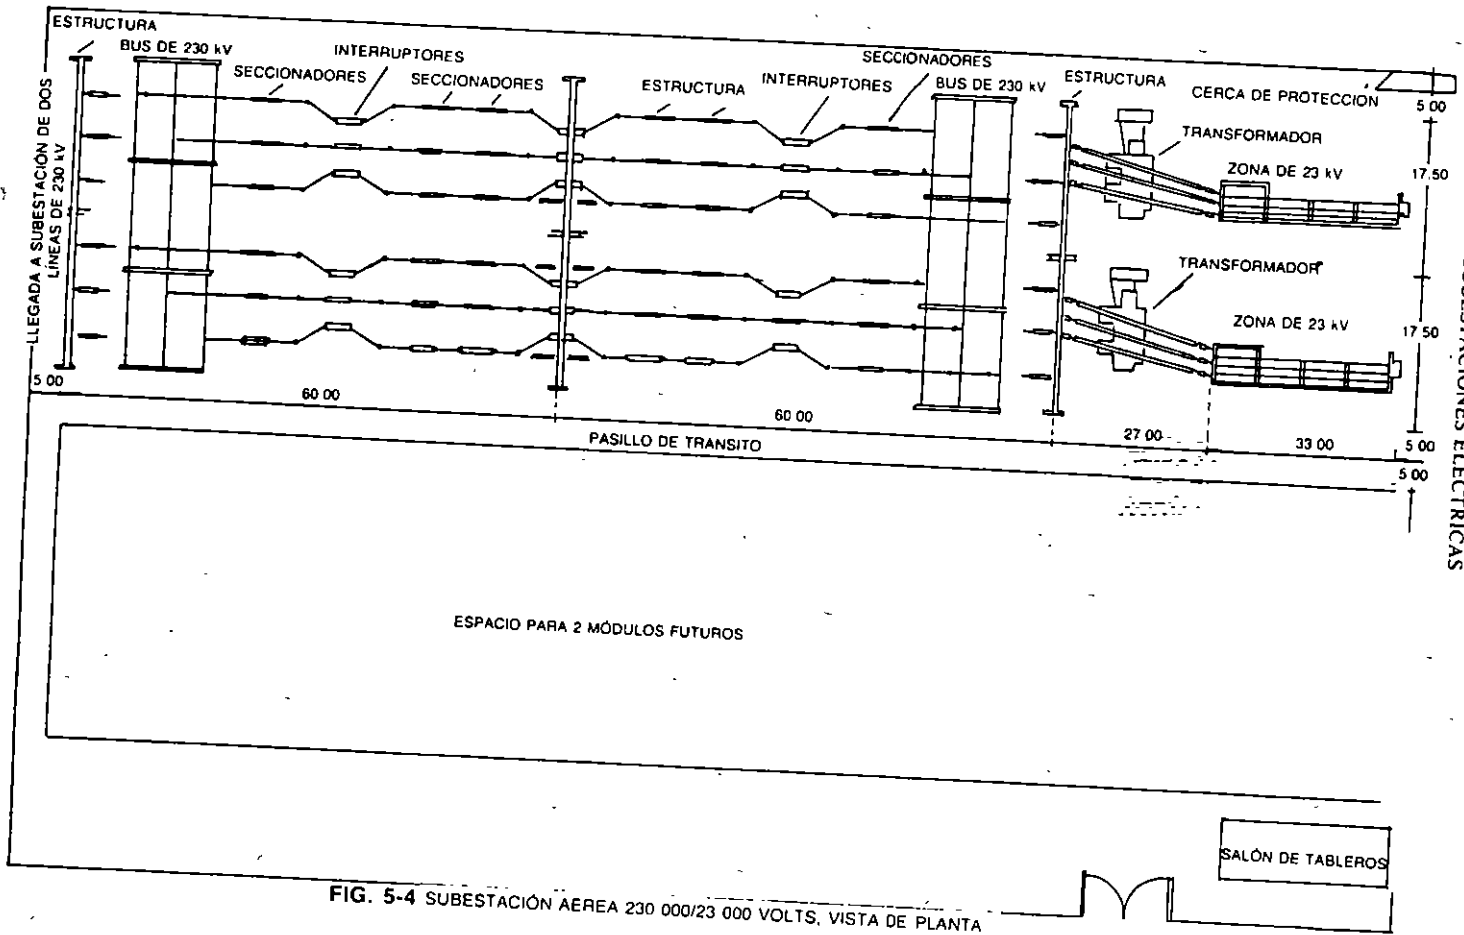 ESTRUCTURA
BUS DE 230 kV
INTERRUPTORES
SECCIONADORES
SECCIONADORES
ESTRUCTURA
INTERRUPTORES
SECCIONADORES
BUS DE 230 kV
ESTRUCTURA
CERCA DE PROTECCION
5 00
TRANSFORMADOR
ZONA DE 23 kV
17.50
LLEGADA A SUBESTACIÓN DE DOS
LÍNEAS DE 230 kV
TRANSFORMADOR
ZONA DE 23 kV
17 50
5 00
60 00
60 00
27 00
33 00
5 00
PASILLO DE TRANSITO
5 00
ESPACIO PARA 2 MÓDULOS FUTUROS
SALÓN DE TABLEROS
FIG. 5-4 SUBESTACIÓN AEREA 230 000/23 000 VOLTS, VISTA DE PLANTA
ELECTRICAS